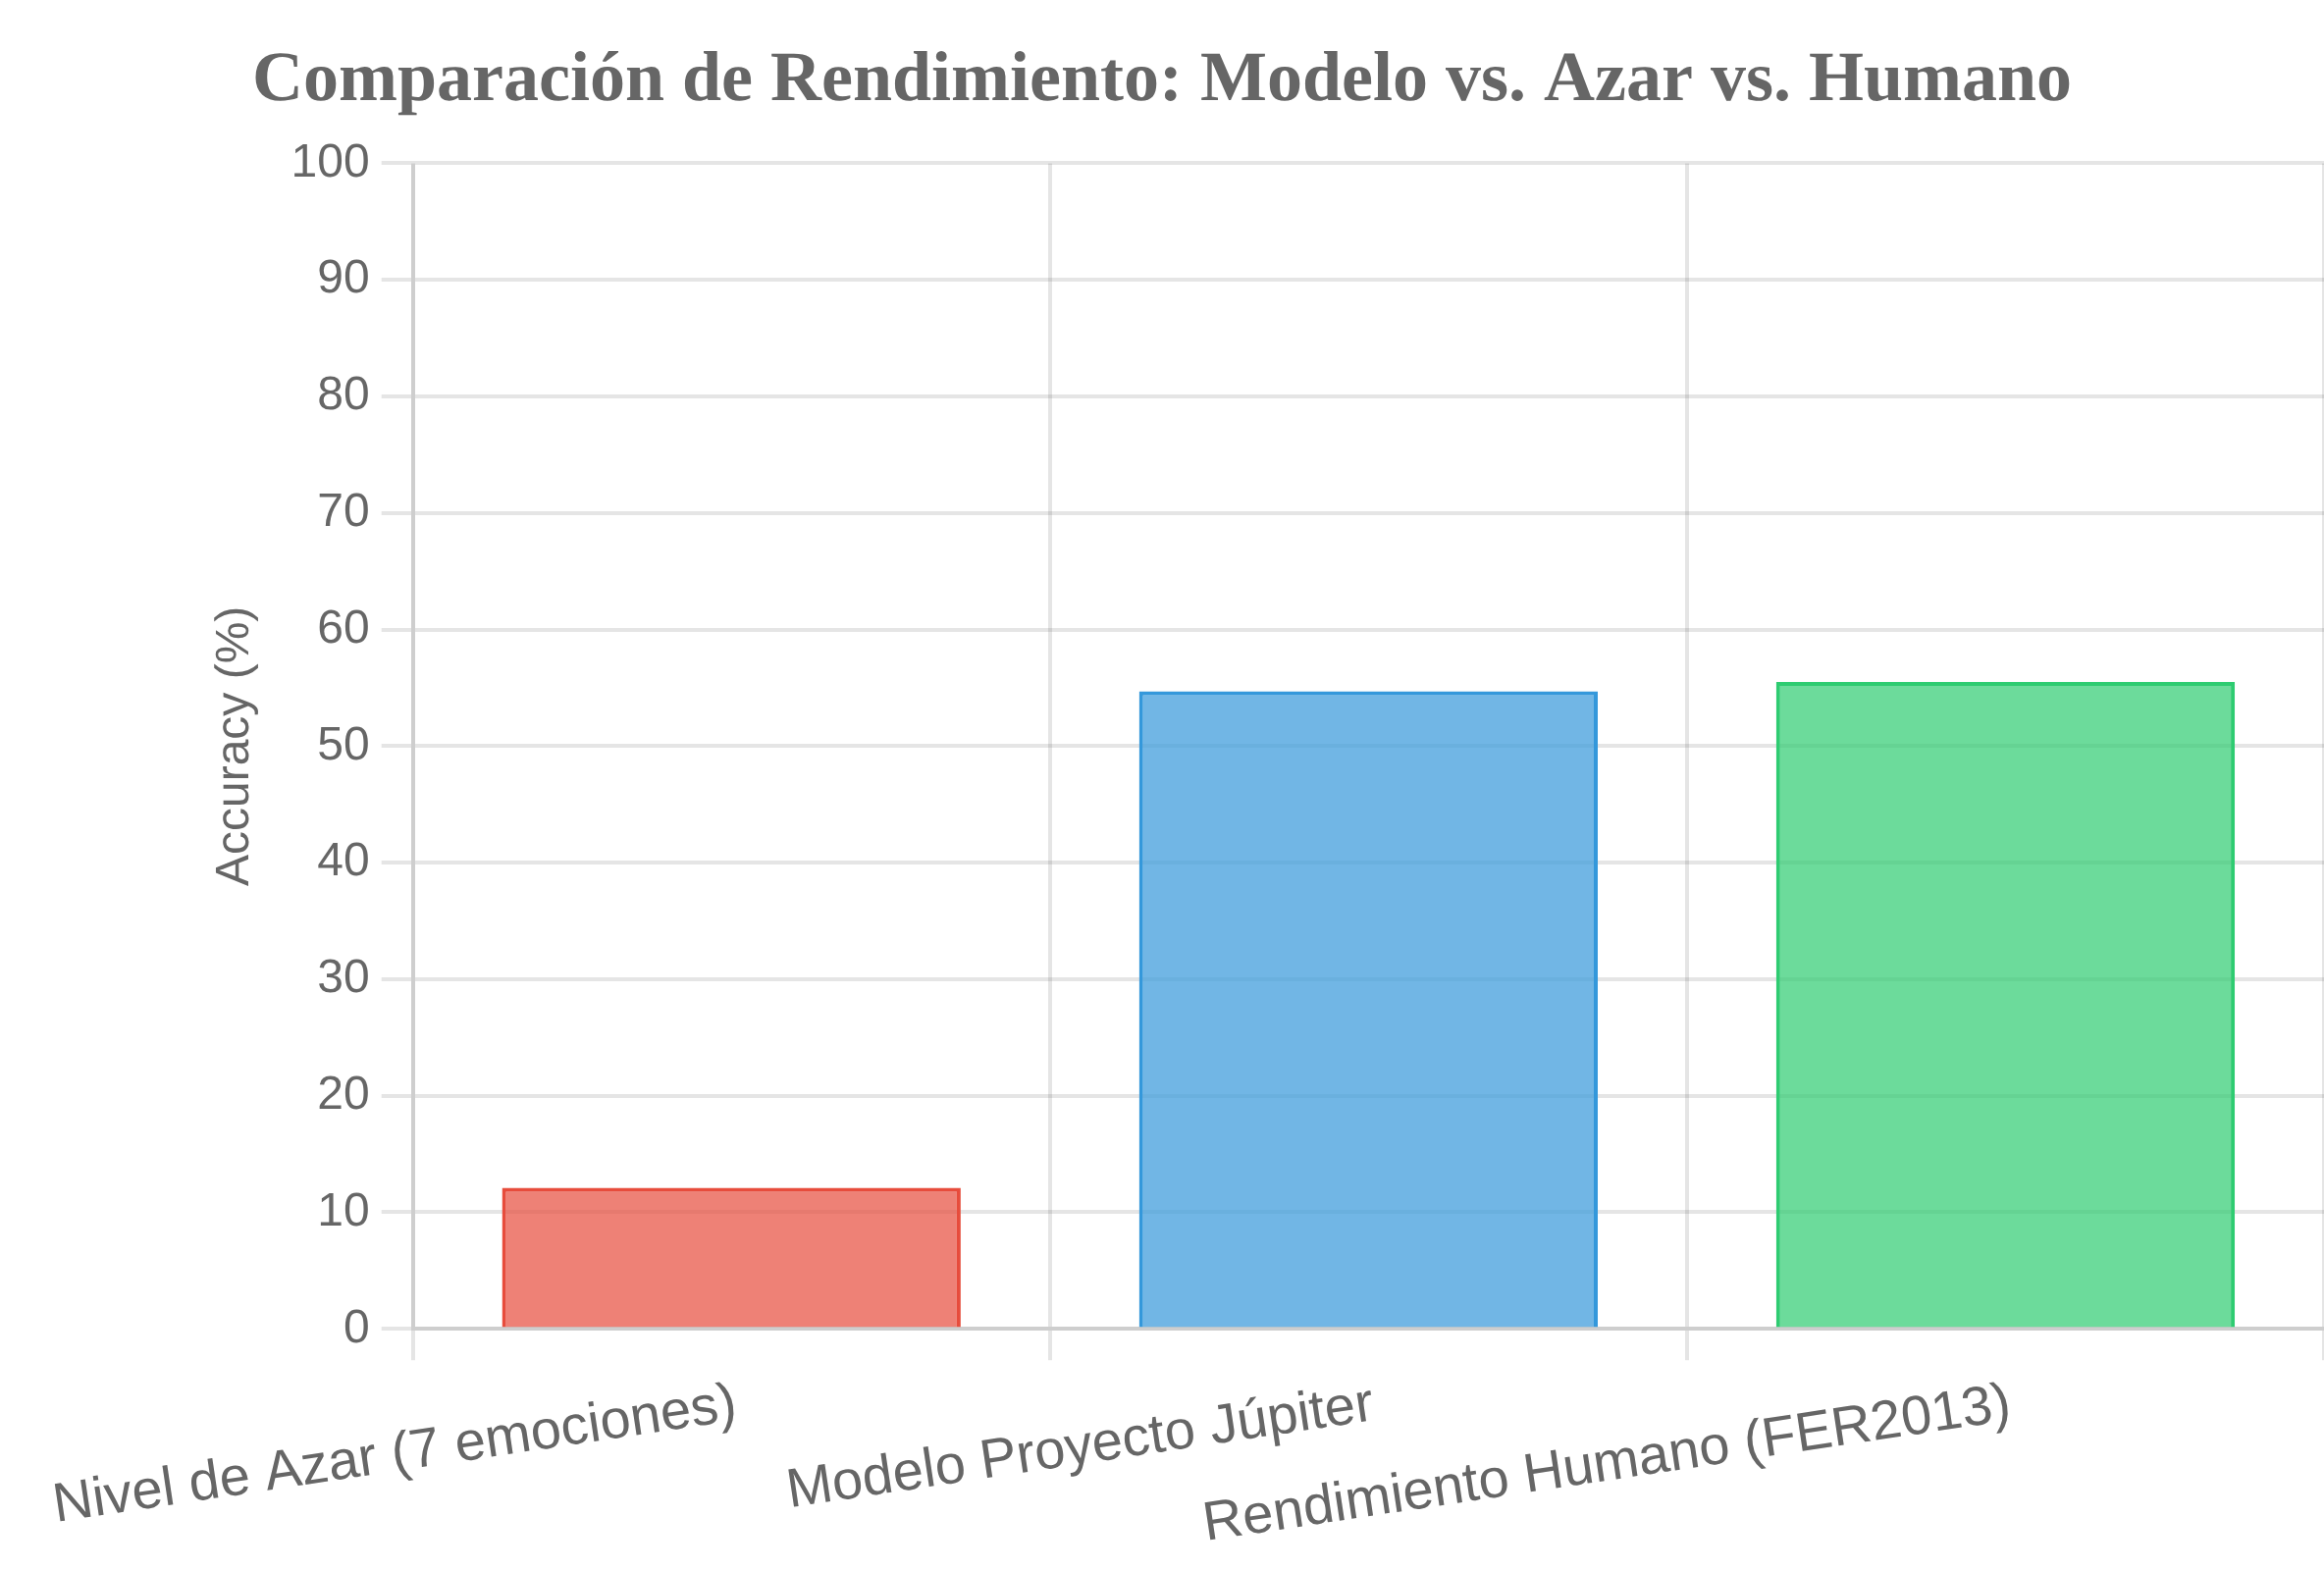 Comparación de Rendimiento: Modelo vs. Azar vs. Humano
100
90
80
70
60
50
40
30
20
10
0
Accuracy (%)
Nivel de Azar (7 emociones)
Modelo Proyecto Júpiter
Rendimiento Humano (FER2013)